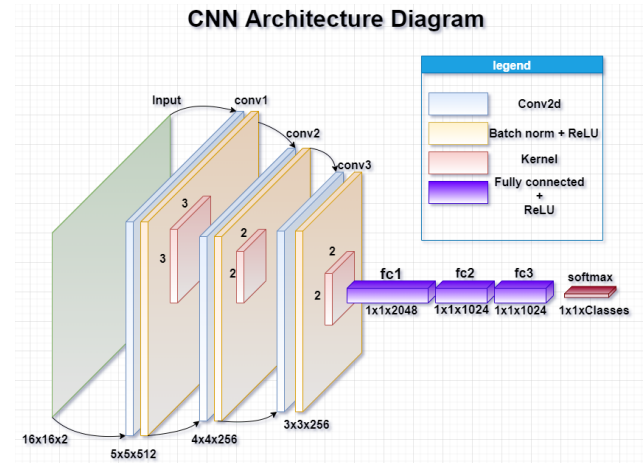 CNN Architecture Diagram
legend
Conv2d
Batch norm + ReLU
Kernel
Fully connected
+
ReLU
Input
conv1
conv2
conv3
3
3
2
2
2
2
fc1
fc2
fc3
softmax
1x1x2048
1x1x1024
1x1x1024
1x1xClasses
16x16x2
5x5x512
4x4x256
3x3x256